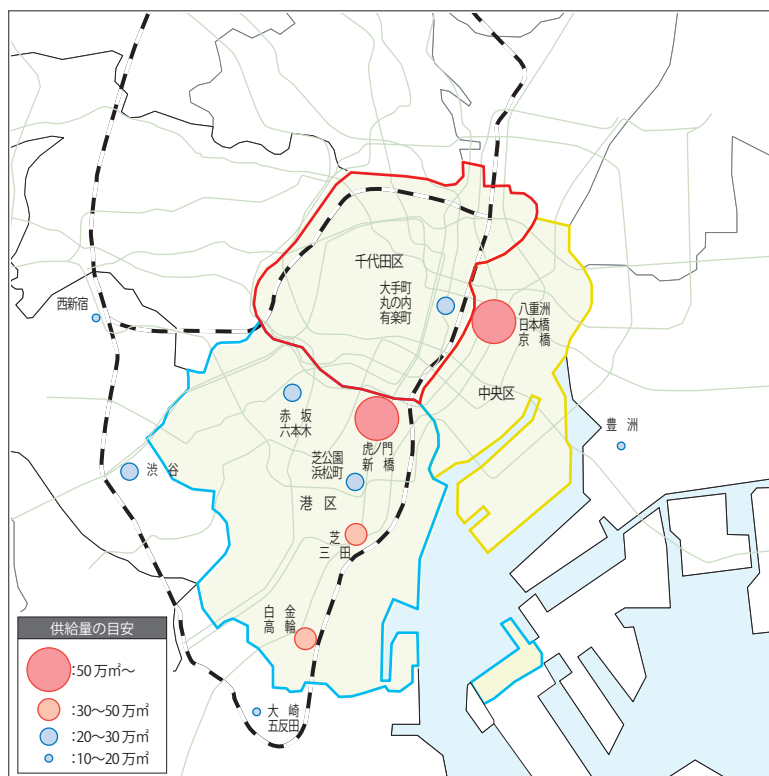 千代田区
大手町
丸の内
有楽町
八重洲
日本橋
京　橋
西新宿
中央区
赤　坂
六本木
虎ノ門
新　橋
豊　洲
芝公園
浜松町
渋　谷
港　区
芝
三　田
白　金
高　輪
大　崎
五反田
供給量の目安
:50万㎡〜
:30〜50万㎡
:20〜30万㎡
:10〜20万㎡